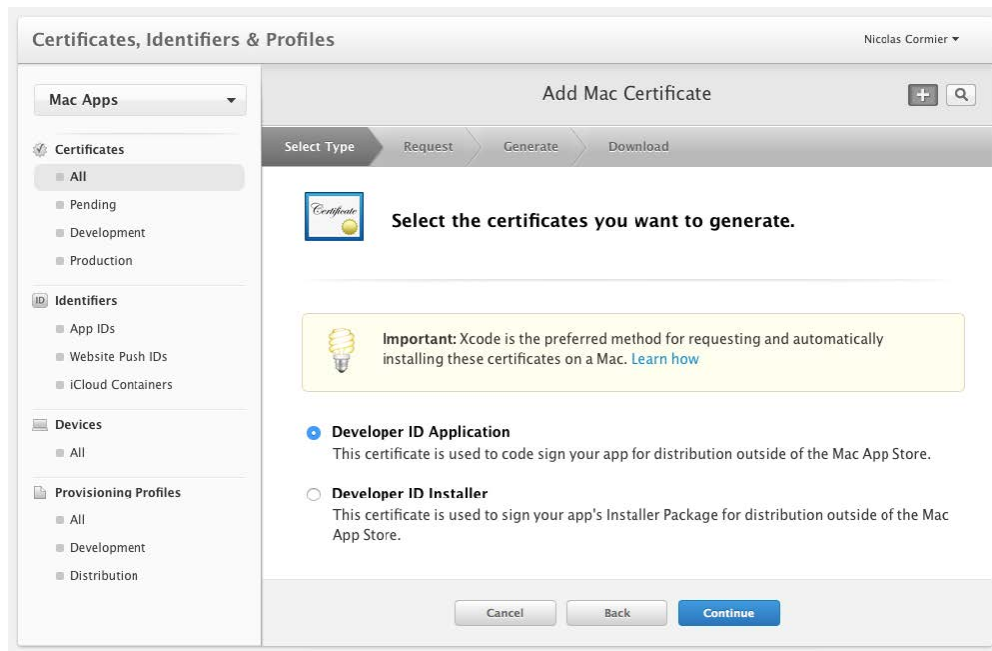 Certificates, Identifiers & Profiles
Nicolas Cormier
Mac Apps
Certificates
All
Pending
Development
Production
ID Identifiers
App IDs
Website Push IDs
iCloud Containers
Devices
All
Provisioning Profiles
All
Development
Distribution
Add Mac Certificate
Select Type
Request
Generate
Download
Certificate
Select the certificates you want to generate.
Important: Xcode is the preferred method for requesting and automatically
installing these certificates on a Mac. Learn how
Developer ID Application
This certificate is used to code sign your app for distribution outside of the Mac App Store.
Developer ID Installer
This certificate is used to sign your app's Installer Package for distribution outside of the Mac
App Store.
Cancel
Back
Continue